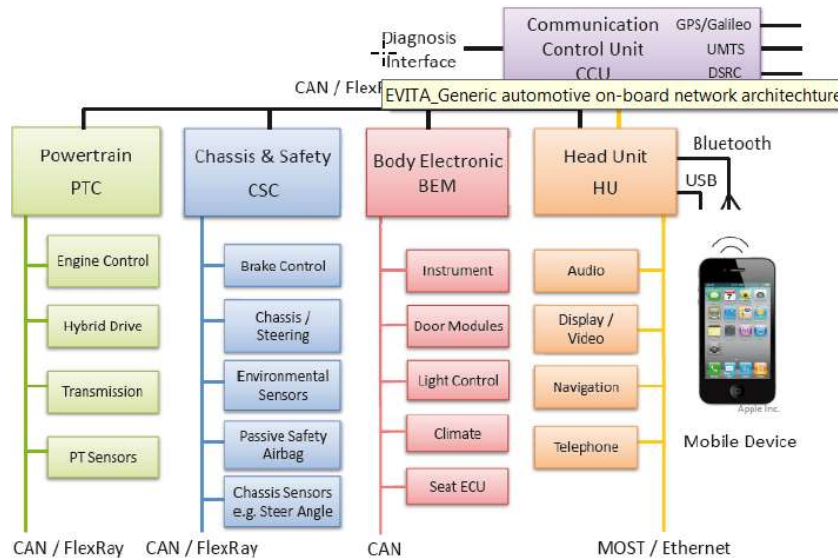 Communication
Control Unit
CCU
GPS/Galileo
UMTS
DSRC
Diagnosis
Interface
CAN / FlexRay
EVITA_Generic automotive on-board network architechture
Powertrain
PTC
Chassis & Safety
CSC
Body Electronic
BEM
Head Unit
HU
Bluetooth
USB
Engine Control
Hybrid Drive
Transmission
PT Sensors
Brake Control
Chassis /
Steering
Environmental
Sensors
Passive Safety
Airbag
Chassis Sensors
e.g. Steer Angle
Instrument
Door Modules
Light Control
Climate
Seat ECU
Audio
Display /
Video
Navigation
Telephone
Apple Inc.
Mobile Device
CAN / FlexRay
CAN / FlexRay
CAN
MOST / Ethernet